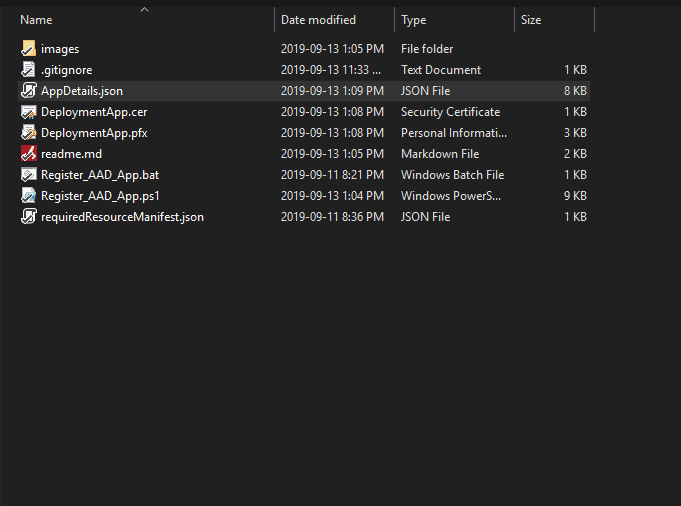 Name Date modified Type Size
images 2019-09-13 1:05 PM File folder
.gitignore 2019-09-13 11:33 ... Text Document 1 KB
AppDetails.json 2019-09-13 1:09 PM JSON File 8 KB
DeploymentApp.cer 2019-09-13 1:08 PM Security Certificate 1 KB
DeploymentApp.pfx 2019-09-13 1:08 PM Personal Informati... 3 KB
readme.md 2019-09-13 1:05 PM Markdown File 2 KB
Register_AAD_App.bat 2019-09-11 8:21 PM Windows Batch File 1 KB
Register_AAD_App.ps1 2019-09-13 1:04 PM Windows PowerS... 9 KB
requiredResourceManifest.json 2019-09-11 8:36 PM JSON File 1 KB